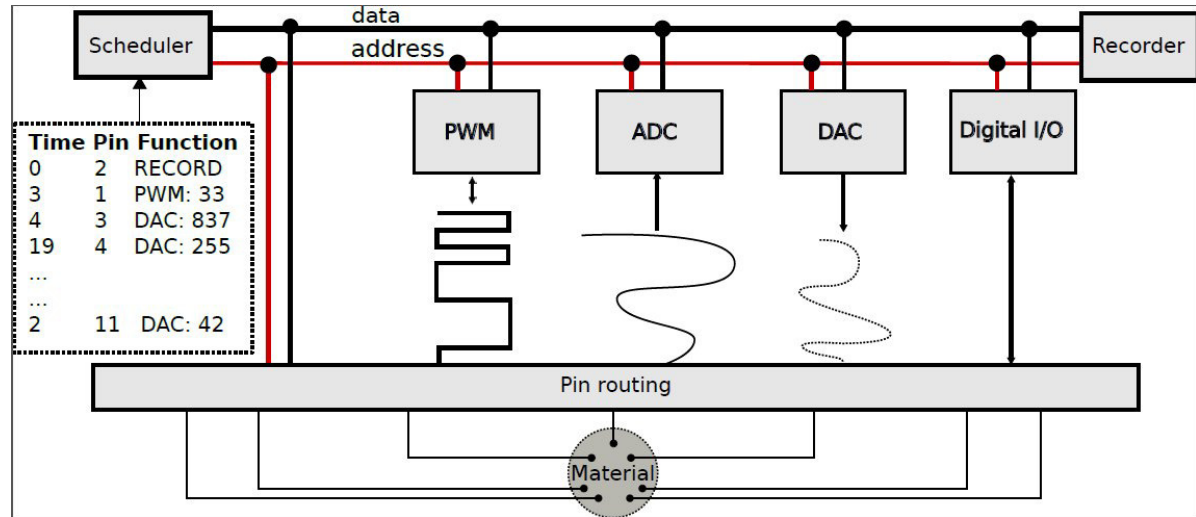 data
Scheduler
address
Recorder
PWM
ADC
DAC
Digital I/O
Time Pin Function
0 2 RECORD
3 1 PWM: 33
4 3 DAC: 837
19 4 DAC: 255
...
...
2 11 DAC: 42
Pin routing
Material